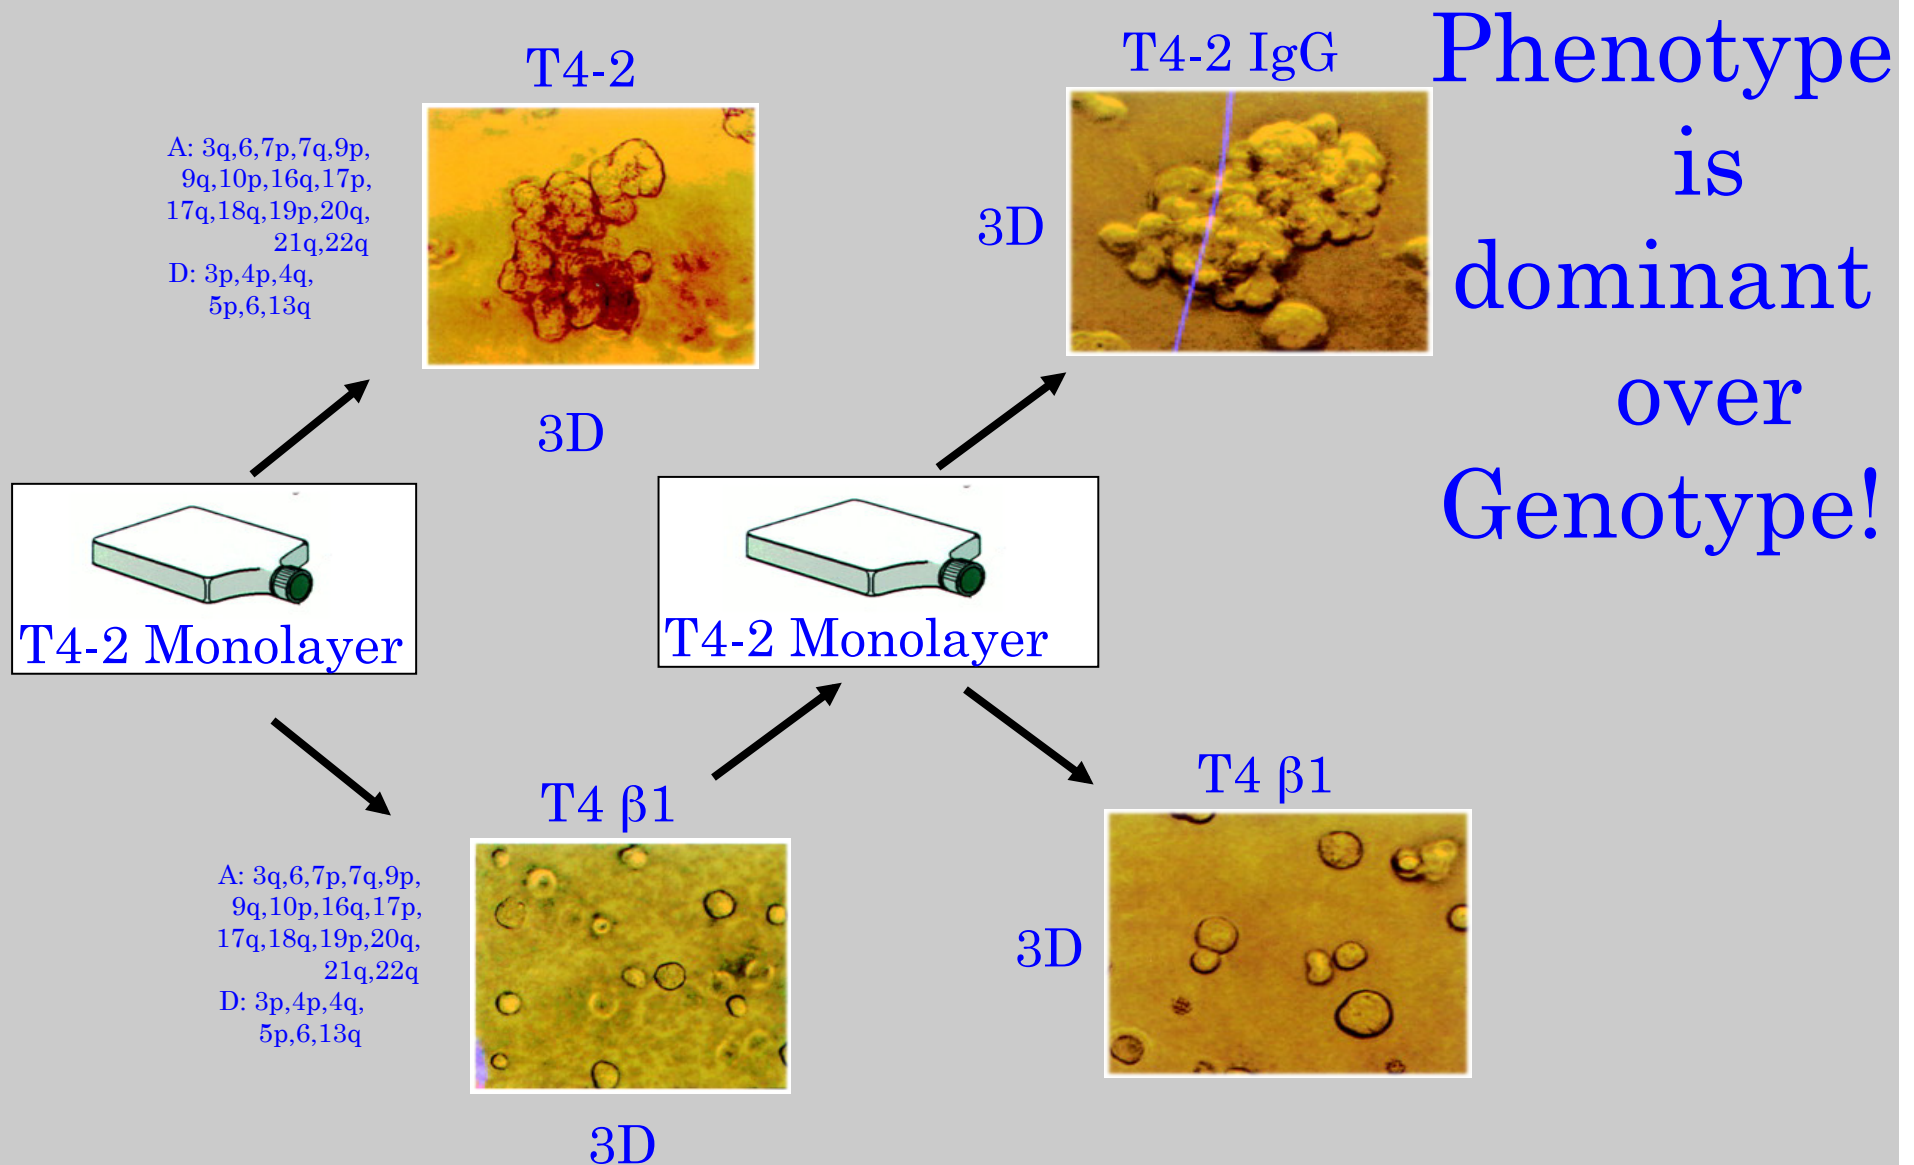 T4-2
A: 3q,6,7p,7q,9p,
9q,10p,16q,17p,
17q,18q,19p,20q,
21q,22q
D: 3p,4p,4q,
5p,6,13q
3D
T4-2 Monolayer
T4 β1
A: 3q,6,7p,7q,9p,
9q,10p,16q,17p,
17q,18q,19p,20q,
21q,22q
D: 3p,4p,4q,
5p,6,13q
3D
T4-2 Monolayer
T4-2 IgG
3D
T4 β1
3D
Phenotype
is
dominant
over
Genotype!